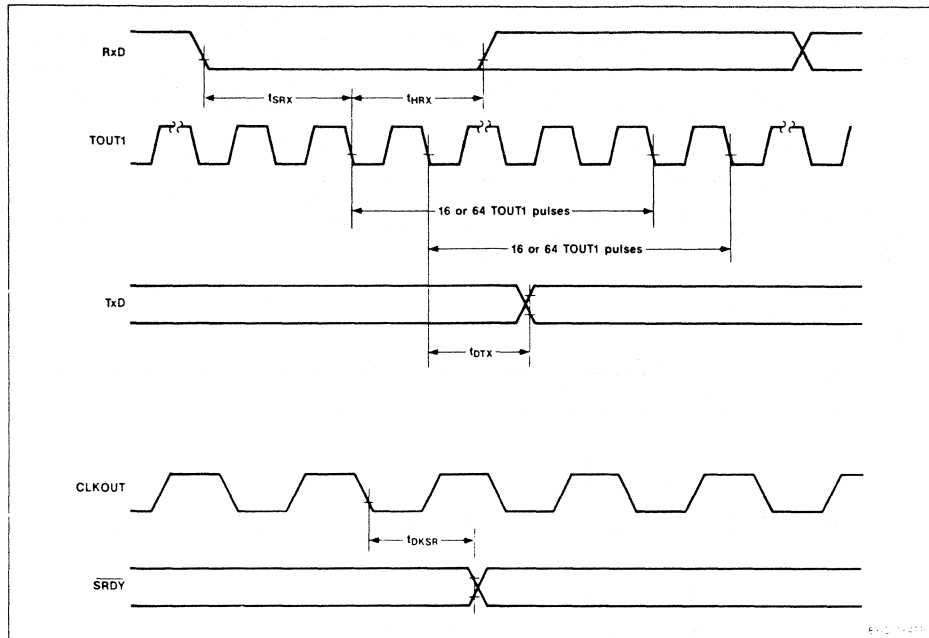 RxD
tSRX
tHRX
TOUT1
16 or 64 TOUT1 pulses
16 or 64 TOUT1 pulses
TxD
tDTX
CLKOUT
tDKSR
SRDY